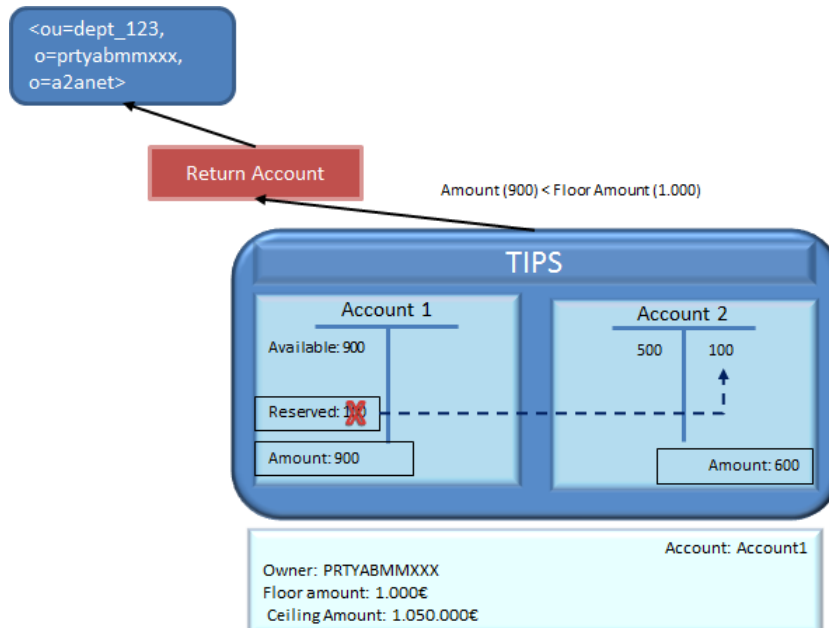 <ou=dept_123,
o=prtyabmmxxx,
o=a2anet>
Return Account
Amount (900) < Floor Amount (1.000)
TIPS
Account 1
Available: 900
Reserved:
Amount: 900
Account 2
500 100
Amount: 600
Account: Account1
Owner: PRTYABMMXXX
Floor amount: 1.000€
Ceiling Amount: 1.050.000€